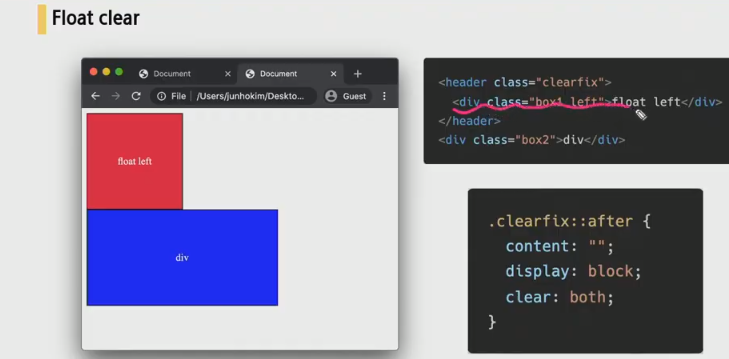 Float clear
Document
Document
File
/Users/junhokim/Deskto...
Guest
float left
div
<header class="clearfix">
<div class="box1 left">float left</div>
</header>
<div class="box2">div</div>
.clearfix::after {
content: "";
display: block;
clear: both;
}